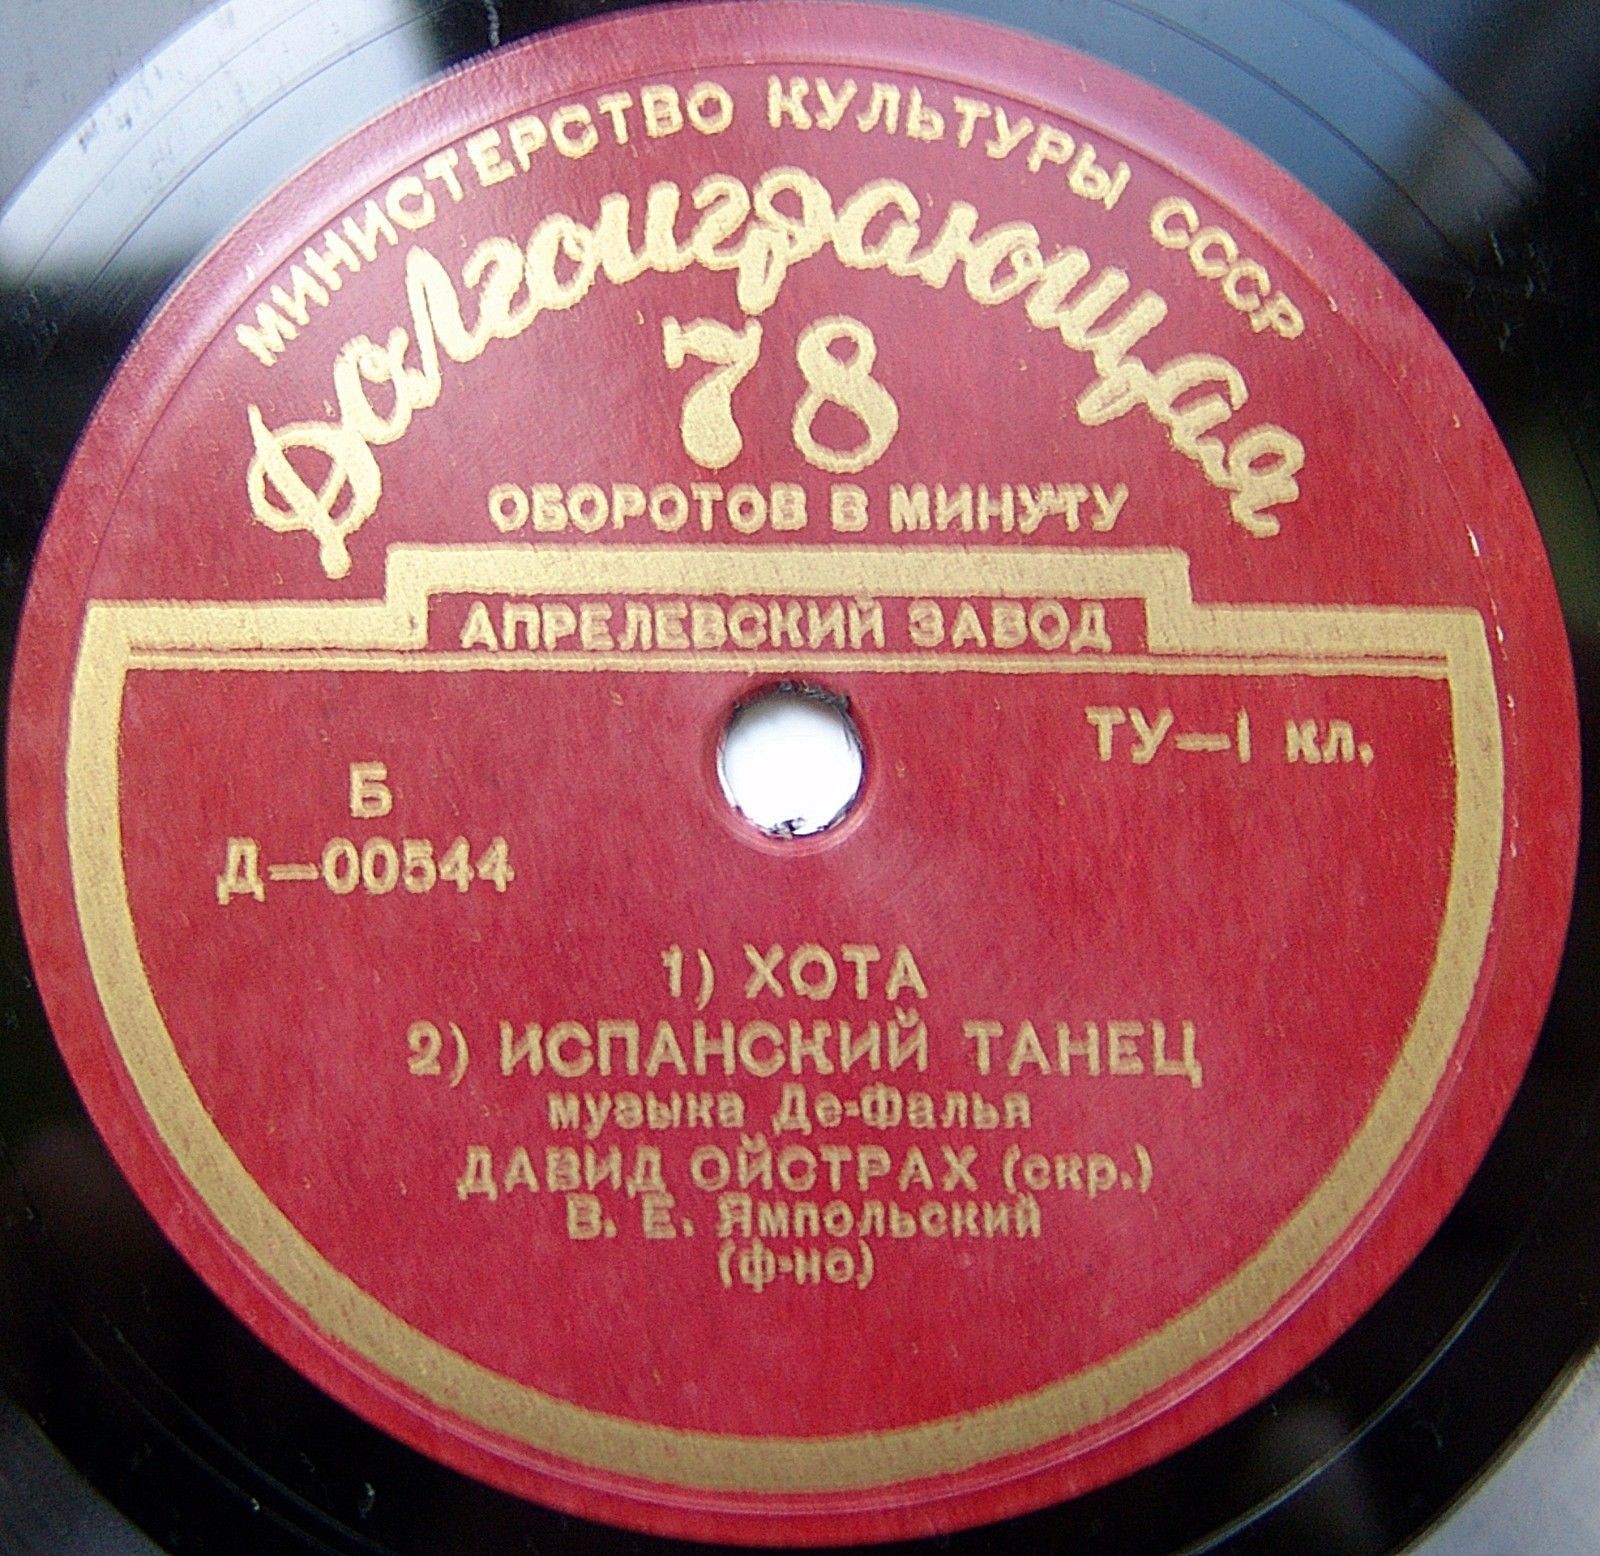 МИНИСТЕРСТВО КУЛЬТУРЫ СССР
Долгоиграющая
78
ОБОРОТОВ В МИНУТУ
АПРЕЛЕВСКИЙ ЗАВОД
ТУ—1 кл.
Б
Д—00544
1) ХОТА
2) ИСПАНСКИЙ ТАНЕЦ
музыка Де-Фалья
ДАВИД ОЙСТРАХ (скр.)
В. Е. Ямпольский
(ф-но)